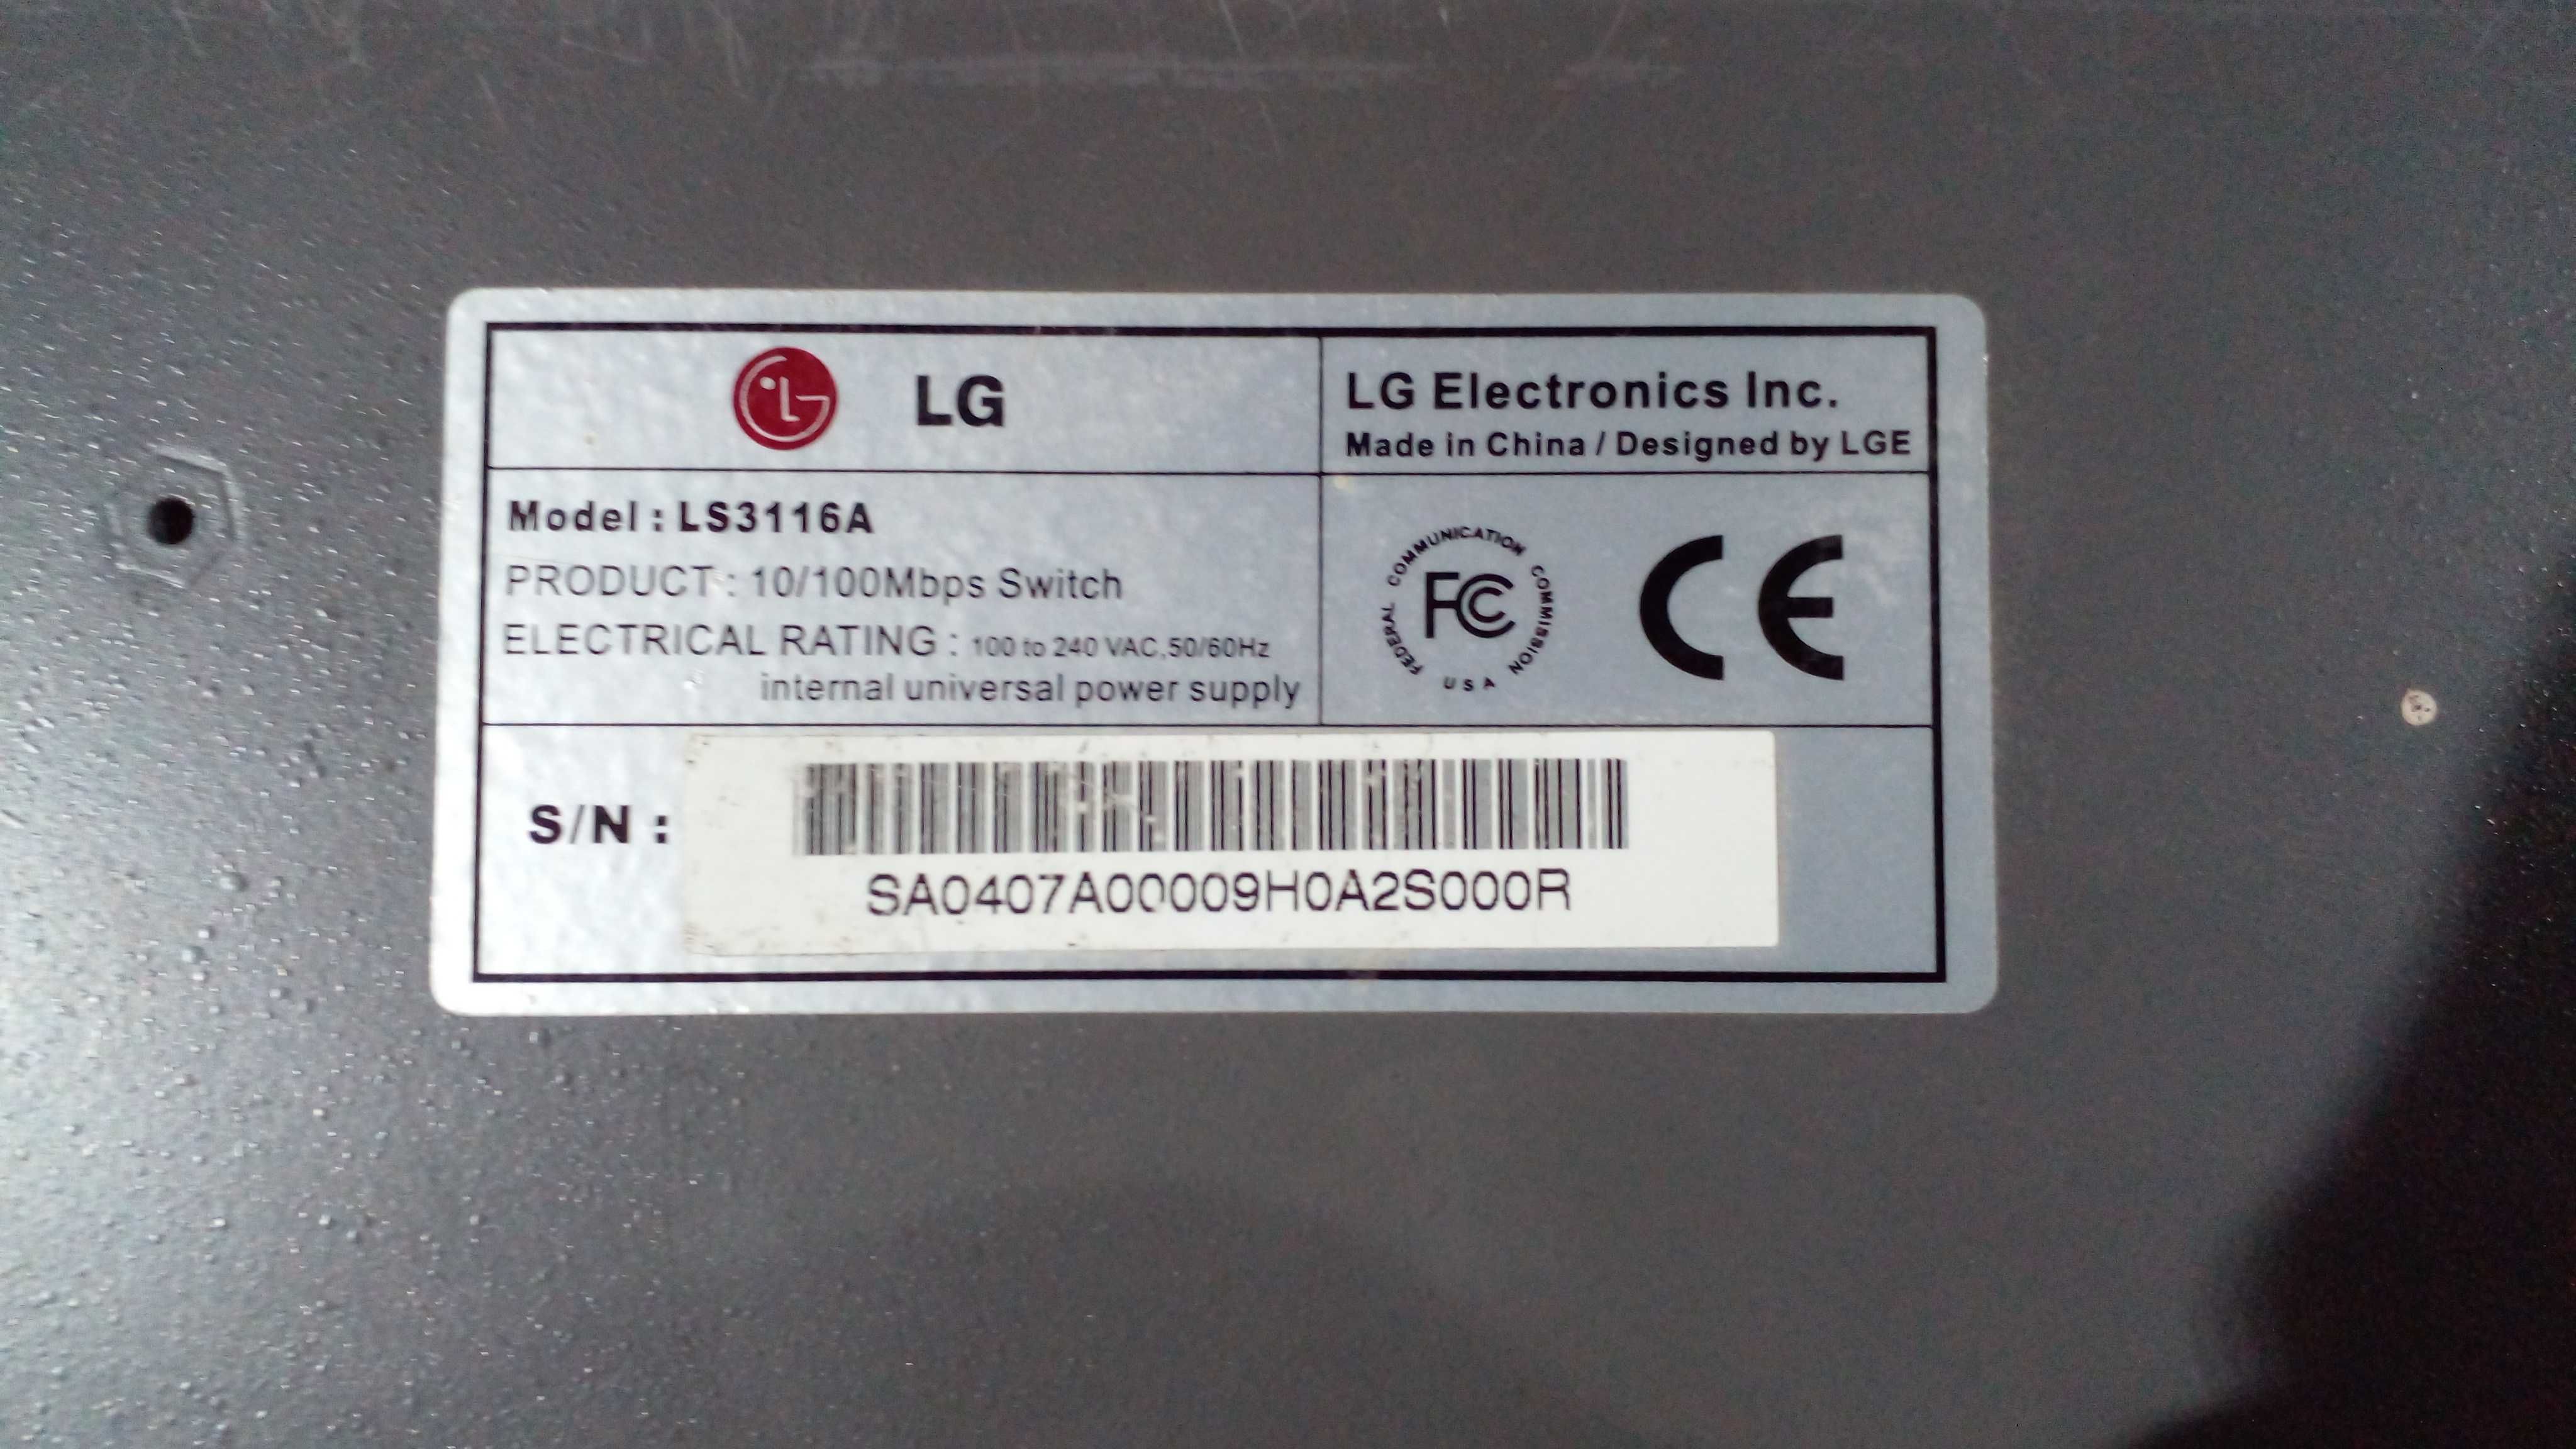 LG
LG Electronics Inc.
Made in China / Designed by LGE
Model : LS3116A
PRODUCT : 10/100Mbps Switch
ELECTRICAL RATING : 100 to 240 VAC,50/60Hz
internal universal power supply
FEDERAL COMMUNICATION COMMISSION
FC
USA
CE
S/N :
SA0407A00009H0A2S000R